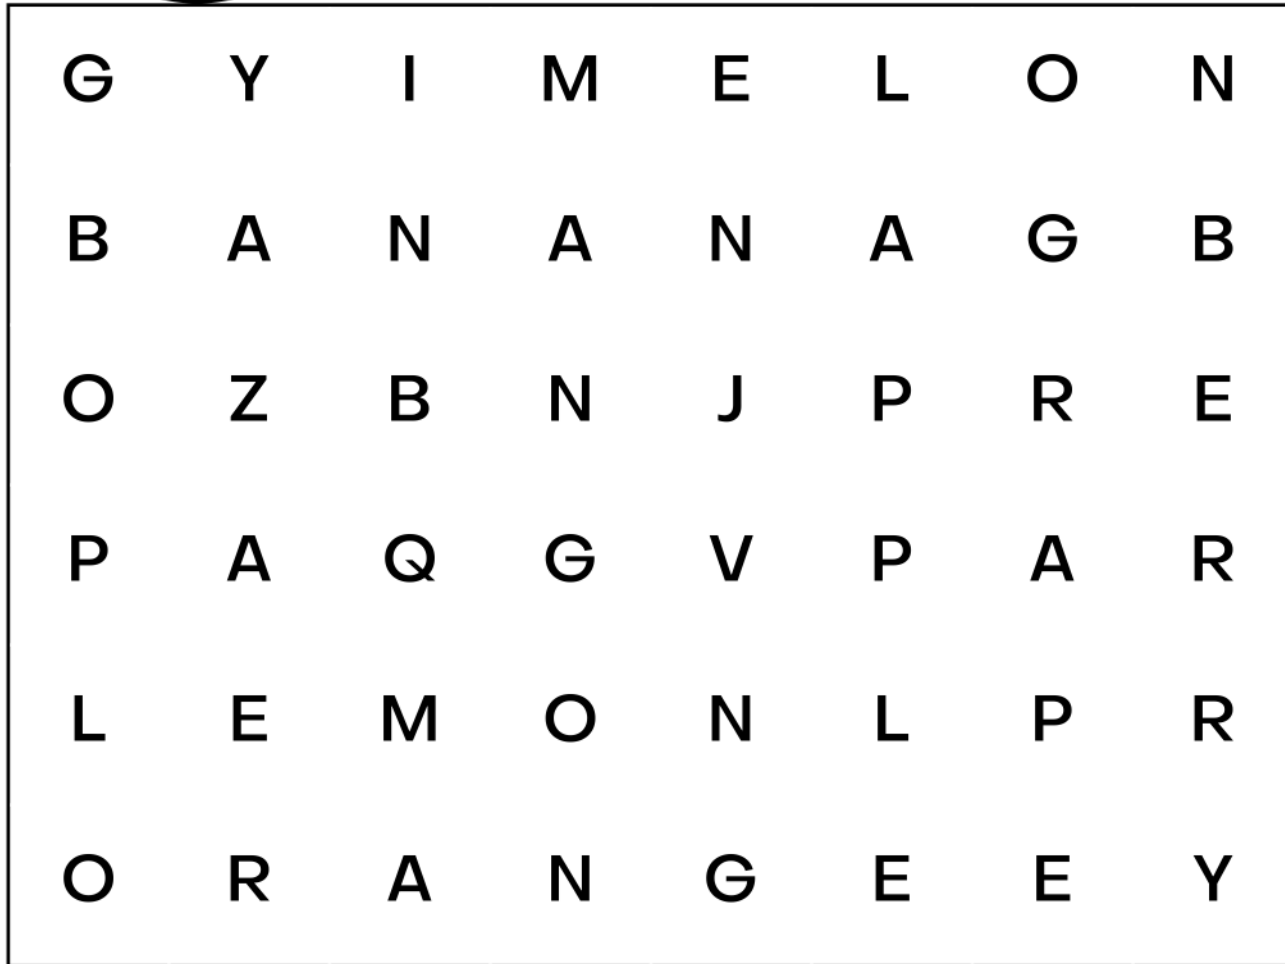 G Y I M E L O N
B A N A N A G B
O Z B N J P R E
P A Q G V P A R
L E M O N L P R
O R A N G E E Y